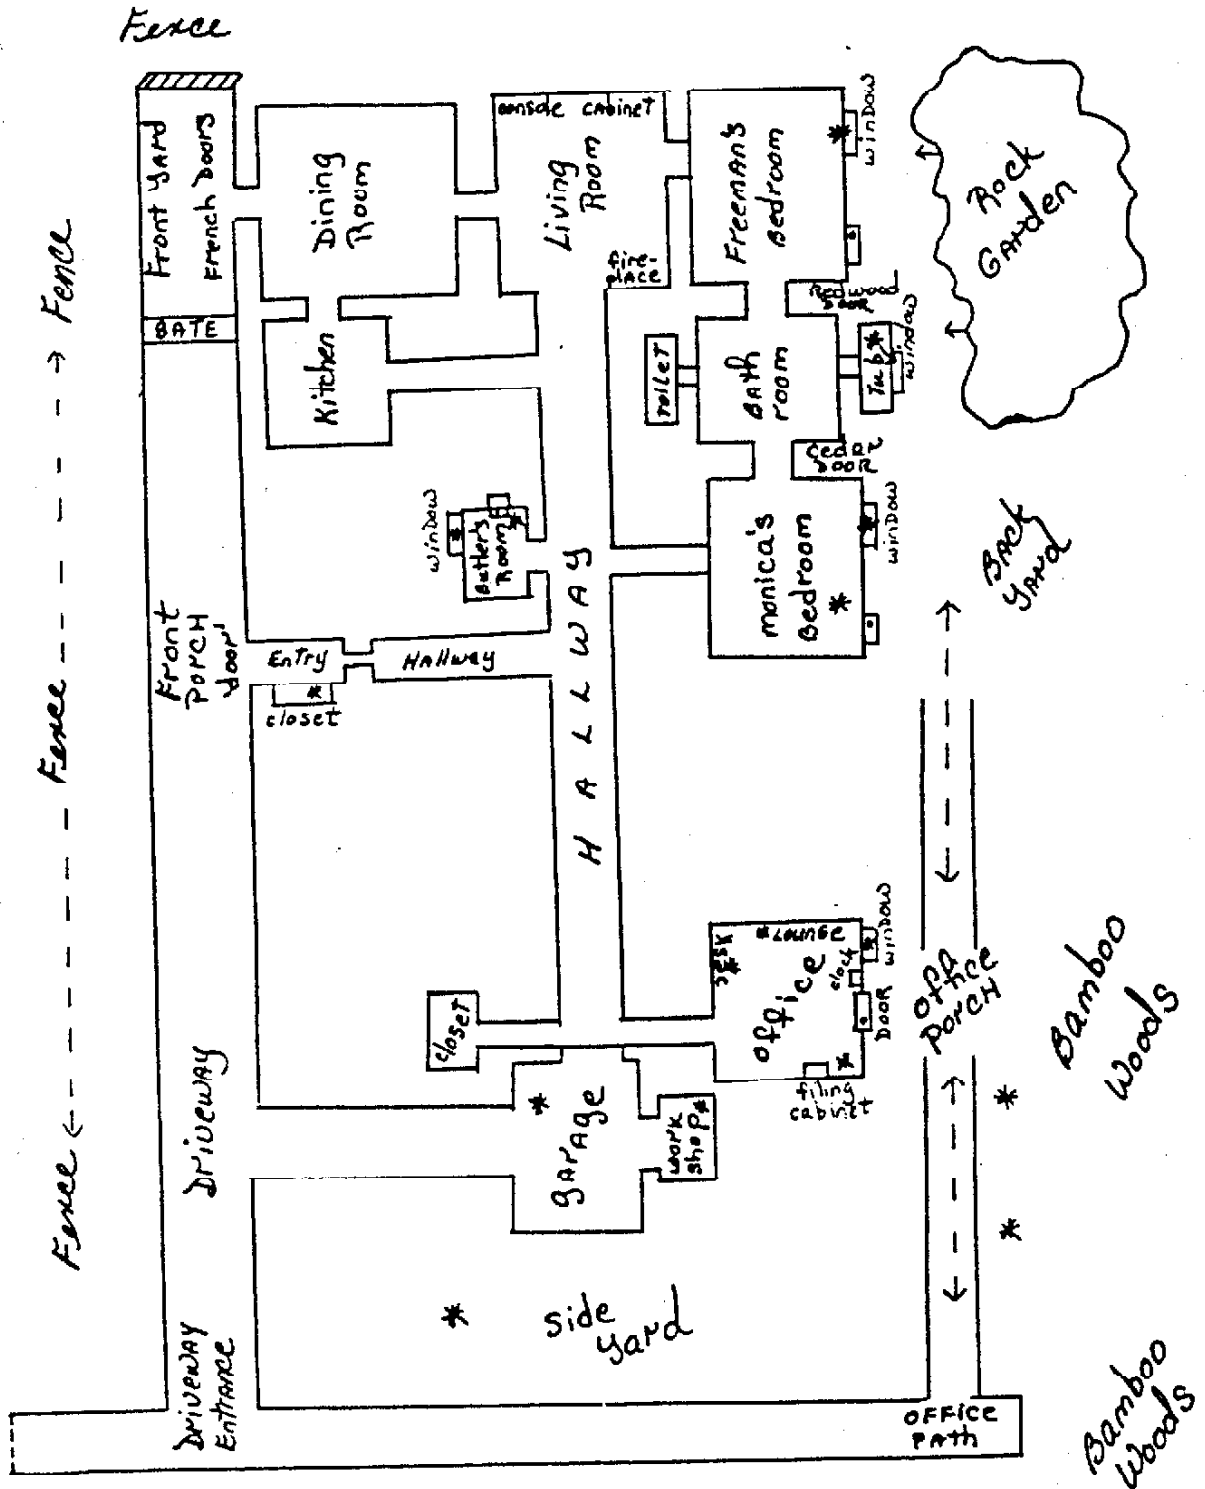 Fence
Front Yard
French Doors
Dining
Room
console cabinet
Living
Room
Freeman's
Bedroom
window
Rock
Garden
fire-
place
Redwood
Door
BATE
Kitchen
Toilet
Bath
room
Tub
window
Fence
Cedar
Door
window
Butler's
Room
Monica's
Bedroom
window
Back
Yard
HALLWAY
Front
Porch
door
Entry
Hallway
closet
Fence
Desk
Lounge
window
office
clock
Door
Office
Porch
closet
filing
cabinet
Bamboo
Woods
Driveway
garage
work
shop
Fence
side
yard
Driveway
Entrance
OFFICE
PATH
Bamboo
Woods